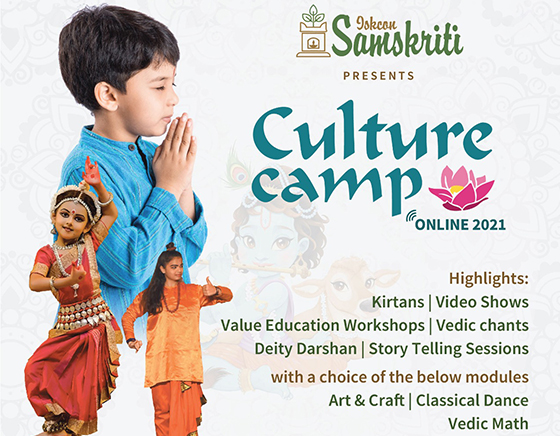 Iskcon
Samskriti
PRESENTS
Culture
camp
ONLINE 2021
Highlights:
Kirtans | Video Shows
Value Education Workshops | Vedic chants
Deity Darshan | Story Telling Sessions
with a choice of the below modules
Art & Craft | Classical Dance
Vedic Math